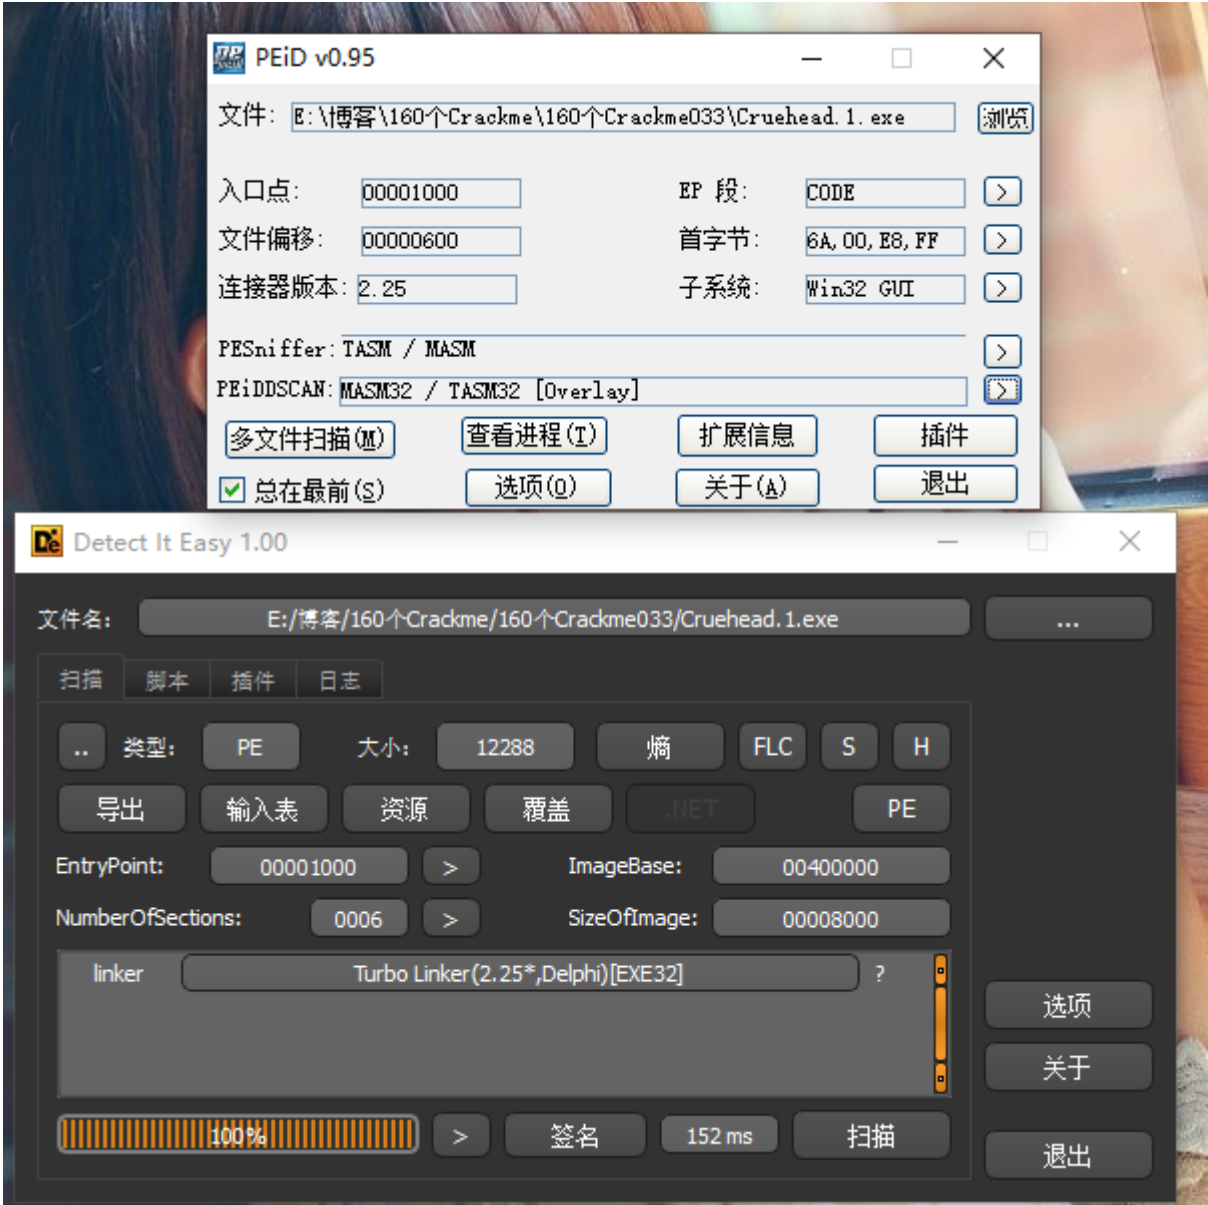 PEiD v0.95
文件: E:\博客\160个Crackme\160个Crackme033\Cruehead.1.exe 浏览
入口点: 00001000 EP 段: CODE >
文件偏移: 00000600 首字节: 6A,00,E8,FF >
连接器版本: 2.25 子系统: Win32 GUI >
PESniffer: TASM / MASM >
PEiDDSCAN: MASM32 / TASM32 [Overlay] >
多文件扫描(M) 查看进程(T) 扩展信息 插件
总在最前(S) 选项(O) 关于(A) 退出
Detect It Easy 1.00
文件名: E:/博客/160个Crackme/160个Crackme033/Cruehead.1.exe ...
扫描 脚本 插件 日志
.. 类型: PE 大小: 12288 熵 FLC S H
导出 输入表 资源 覆盖 .NET PE
EntryPoint: 00001000 > ImageBase: 00400000
NumberOfSections: 0006 > SizeOfImage: 00008000
linker Turbo Linker(2.25*,Delphi)[EXE32] ?
选项
关于
100% > 签名 152 ms 扫描
退出